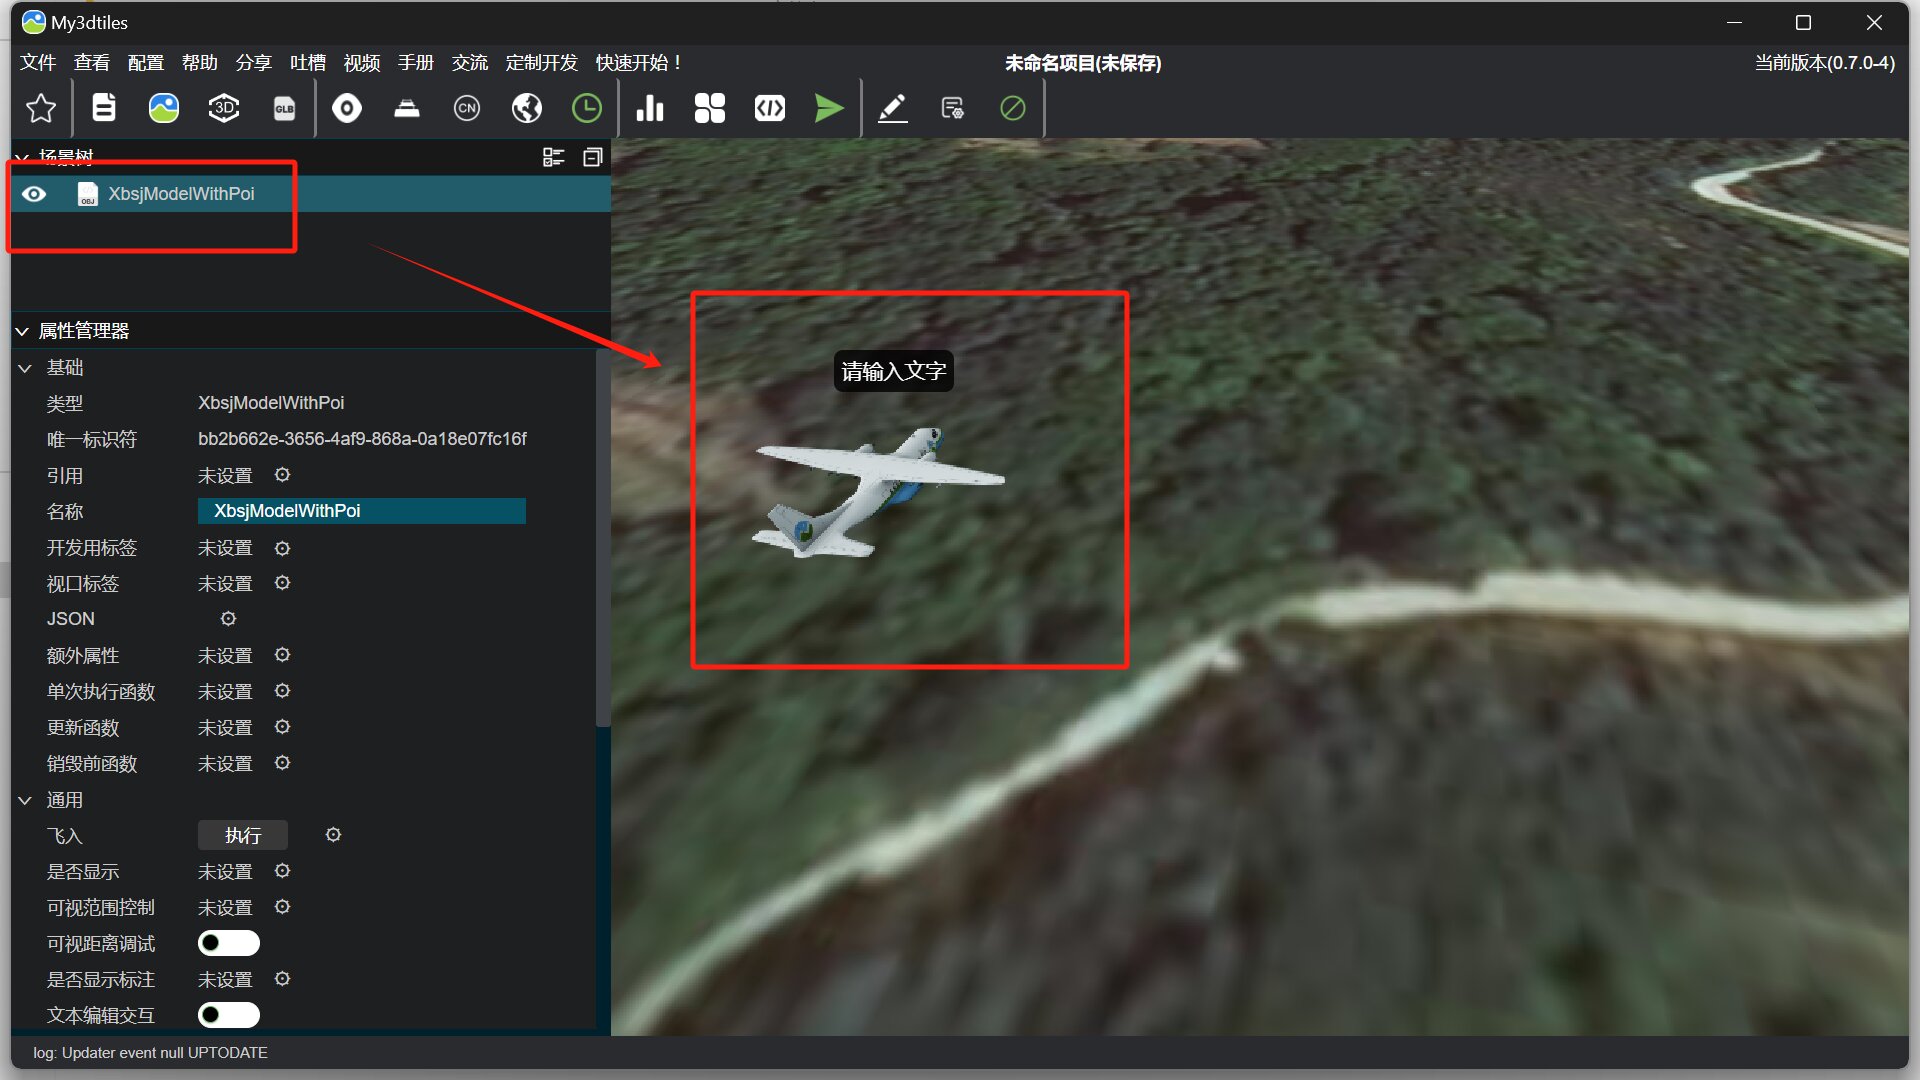 My3dtiles
文件 查看 配置 帮助 分享 吐槽 视频 手册 交流 定制开发 快速开始！ 未命名项目(未保存) 当前版本(0.7.0-4)
3D GLB CN
场景树
OBJ XbsjModelWithPoi
属性管理器
基础
类型 XbsjModelWithPoi
唯一标识符 bb2b662e-3656-4af9-868a-0a18e07fc16f
引用 未设置
名称 XbsjModelWithPoi
开发用标签 未设置
视口标签 未设置
JSON
额外属性 未设置
单次执行函数 未设置
更新函数 未设置
销毁前函数 未设置
通用
飞入 执行
是否显示 未设置
可视范围控制 未设置
可视距离调试
是否显示标注 未设置
文本编辑交互
请输入文字
log: Updater event null UPTODATE